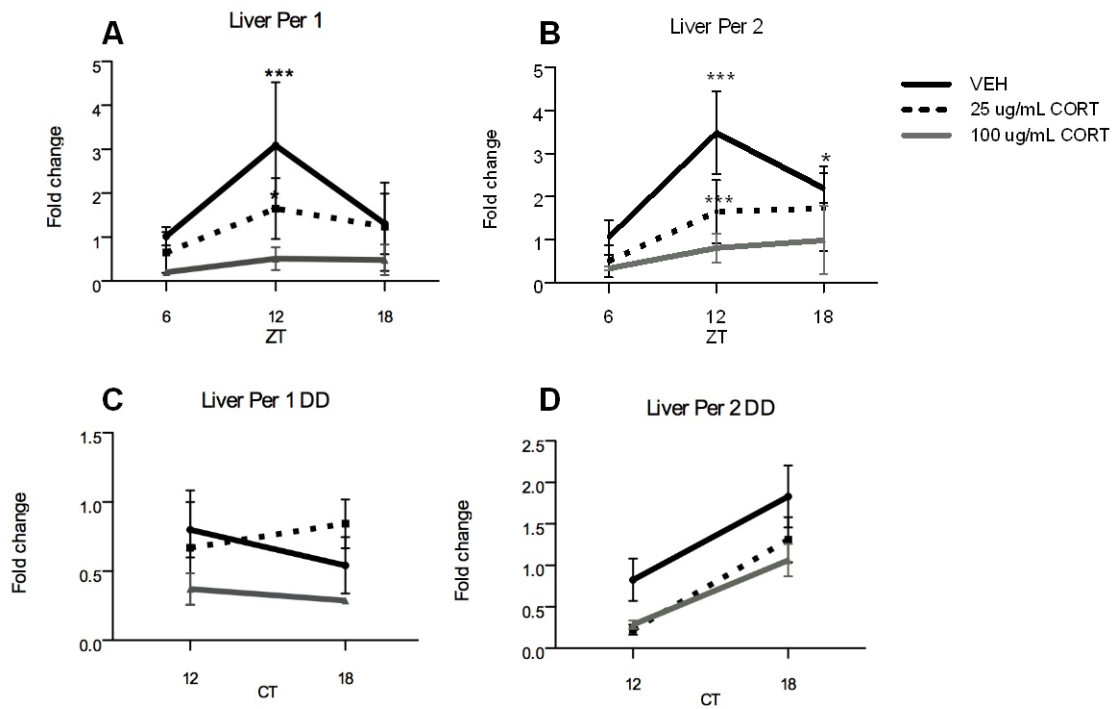 A
Liver Per 1
Fold change
5
4
3
2
1
0
***
*
6
12
18
ZT
B
Liver Per 2
Fold change
5
4
3
2
1
0
***
***
*
6
12
18
ZT
VEH
25 ug/mL CORT
100 ug/mL CORT
C
Liver Per 1 DD
Fold change
1.5
1.0
0.5
0.0
12
18
CT
D
Liver Per 2 DD
Fold change
2.5
2.0
1.5
1.0
0.5
0.0
12
18
CT